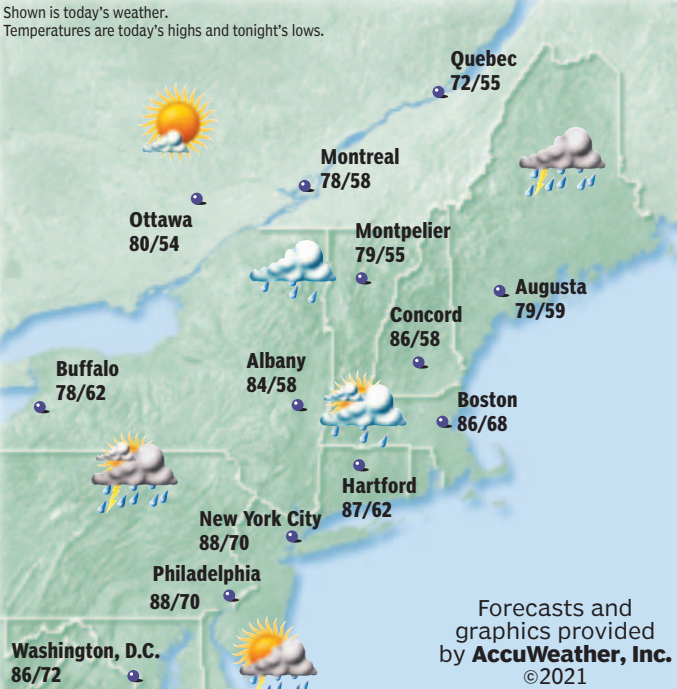 Shown is today's weather.
Temperatures are today's highs and tonight's lows.
Quebec
72/55
Montreal
78/58
Ottawa
80/54
Montpelier
79/55
Augusta
79/59
Concord
86/58
Buffalo
78/62
Albany
84/58
Boston
86/68
Hartford
87/62
New York City
88/70
Philadelphia
88/70
Washington, D.C.
86/72
Forecasts and
graphics provided
by AccuWeather, Inc.
©2021